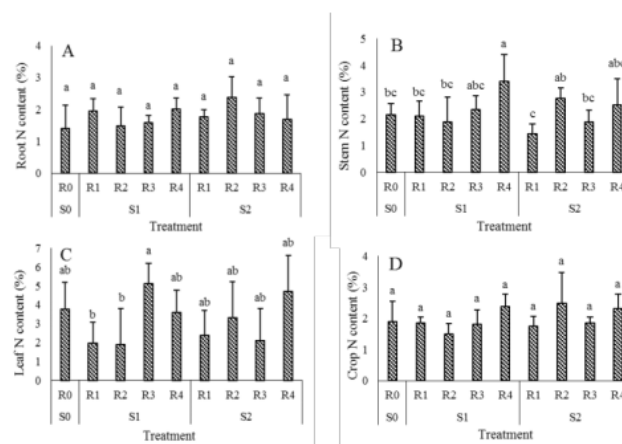 A
Root N content (%)
4
3
2
1
0
a a a a a a a a a
R0 R1 R2 R3 R4 R1 R2 R3 R4
S0 S1 S2
Treatment
B
Stem N content (%)
5
4
3
2
1
0
bc bc bc abc a c ab bc abc
R0 R1 R2 R3 R4 R1 R2 R3 R4
S0 S1 S2
Treatment
C
Leaf N content (%)
7
6
5
4
3
2
1
0
ab b b a ab ab ab ab ab
R0 R1 R2 R3 R4 R1 R2 R3 R4
S0 S1 S2
Treatment
D
Crop N content (%)
4
3
2
1
0
a a a a a a a a a
R0 R1 R2 R3 R4 R1 R2 R3 R4
S0 S1 S2
Treatment